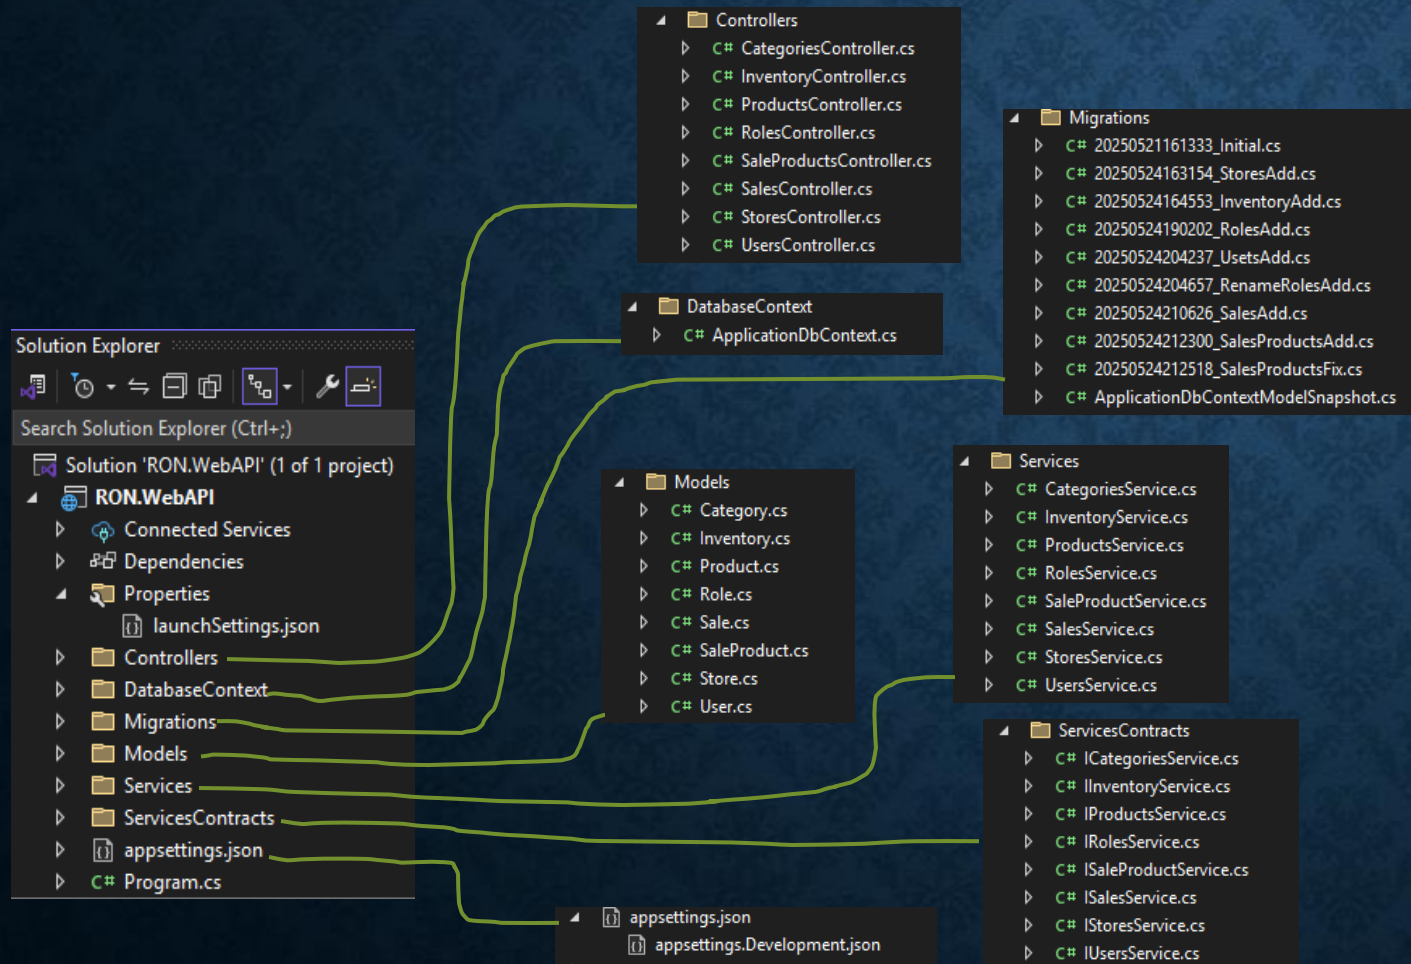 Solution Explorer
Search Solution Explorer (Ctrl+;)
Solution 'RON.WebAPI' (1 of 1 project)
RON.WebAPI
Connected Services
Dependencies
Properties
launchSettings.json
Controllers
DatabaseContext
Migrations
Models
Services
ServicesContracts
appsettings.json
C# Program.cs
Controllers
C# CategoriesController.cs
C# InventoryController.cs
C# ProductsController.cs
C# RolesController.cs
C# SaleProductsController.cs
C# SalesController.cs
C# StoresController.cs
C# UsersController.cs
DatabaseContext
C# ApplicationDbContext.cs
Migrations
C# 20250521161333_Initial.cs
C# 20250524163154_StoresAdd.cs
C# 20250524164553_InventoryAdd.cs
C# 20250524190202_RolesAdd.cs
C# 20250524204237_UsetsAdd.cs
C# 20250524204657_RenameRolesAdd.cs
C# 20250524210626_SalesAdd.cs
C# 20250524212300_SalesProductsAdd.cs
C# 20250524212518_SalesProductsFix.cs
C# ApplicationDbContextModelSnapshot.cs
Models
C# Category.cs
C# Inventory.cs
C# Product.cs
C# Role.cs
C# Sale.cs
C# SaleProduct.cs
C# Store.cs
C# User.cs
Services
C# CategoriesService.cs
C# InventoryService.cs
C# ProductsService.cs
C# RolesService.cs
C# SaleProductService.cs
C# SalesService.cs
C# StoresService.cs
C# UsersService.cs
ServicesContracts
C# ICategoriesService.cs
C# IInventoryService.cs
C# IProductsService.cs
C# IRolesService.cs
C# ISaleProductService.cs
C# ISalesService.cs
C# IStoresService.cs
C# IUsersService.cs
appsettings.json
appsettings.Development.json